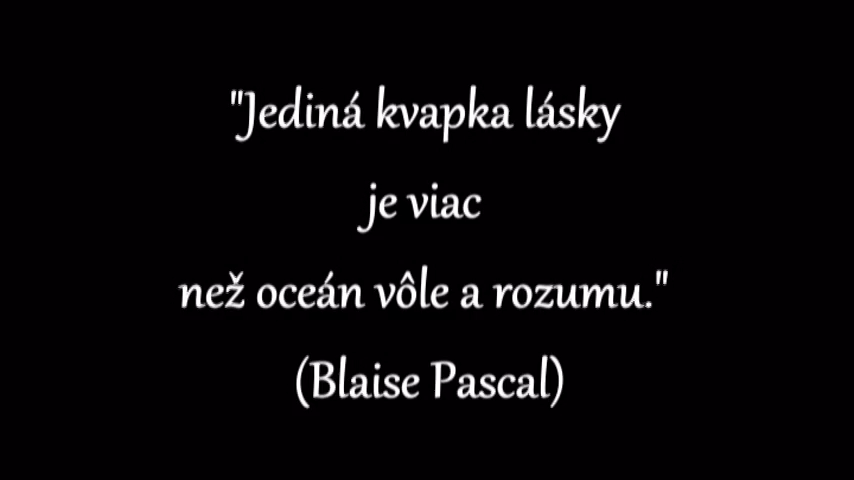 "Jediná kvapka lásky
je viac
než oceán vôle a rozumu."
(Blaise Pascal)